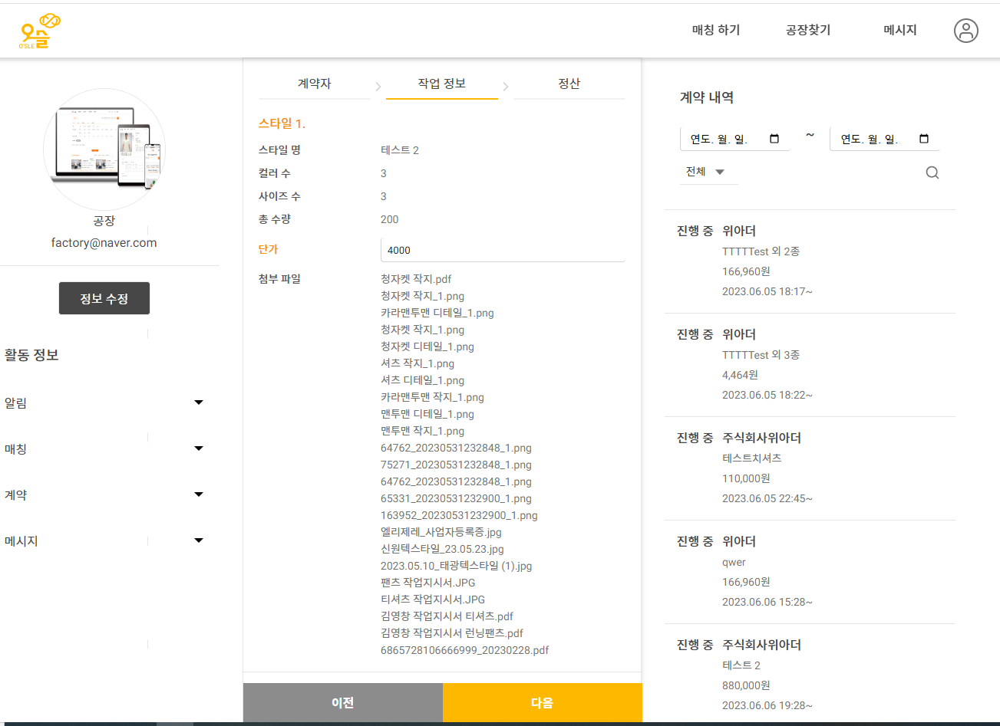 오슬
O'SLE
매칭 하기
공장찾기
메시지
공장
factory@naver.com
정보 수정
활동 정보
알림
매칭
계약
메시지
계약자
작업 정보
정산
스타일 1.
스타일 명 테스트 2
컬러 수 3
사이즈 수 3
총 수량 200
단가 4000
첨부 파일 청자켓 작지.pdf
청자켓 작지_1.png
카라맨투맨 디테일_1.png
청자켓 작지_1.png
청자켓 디테일_1.png
셔츠 작지_1.png
셔츠 디테일_1.png
카라맨투맨 작지_1.png
맨투맨 디테일_1.png
맨투맨 작지_1.png
64762_20230531232848_1.png
75271_20230531232848_1.png
64762_20230531232848_1.png
65331_20230531232900_1.png
163952_20230531232900_1.png
엘리제레_사업자등록증.jpg
신원텍스타일_23.05.23.jpg
2023.05.10_태광텍스타일 (1).jpg
팬츠 작업지시서.JPG
티셔츠 작업지시서.JPG
김영창 작업지시서 티셔츠.pdf
김영창 작업지시서 런닝팬츠.pdf
6865728106666999_20230228.pdf
이전
다음
계약 내역
연도. 월. 일. ~ 연도. 월. 일.
전체
진행 중 위아더
TTTTTest 외 2종
166,960원
2023.06.05 18:17~
진행 중 위아더
TTTTTest 외 3종
4,464원
2023.06.05 18:22~
진행 중 주식회사위아더
테스트치셔츠
110,000원
2023.06.05 22:45~
진행 중 위아더
qwer
166,960원
2023.06.06 15:28~
진행 중 주식회사위아더
테스트 2
880,000원
2023.06.06 19:28~